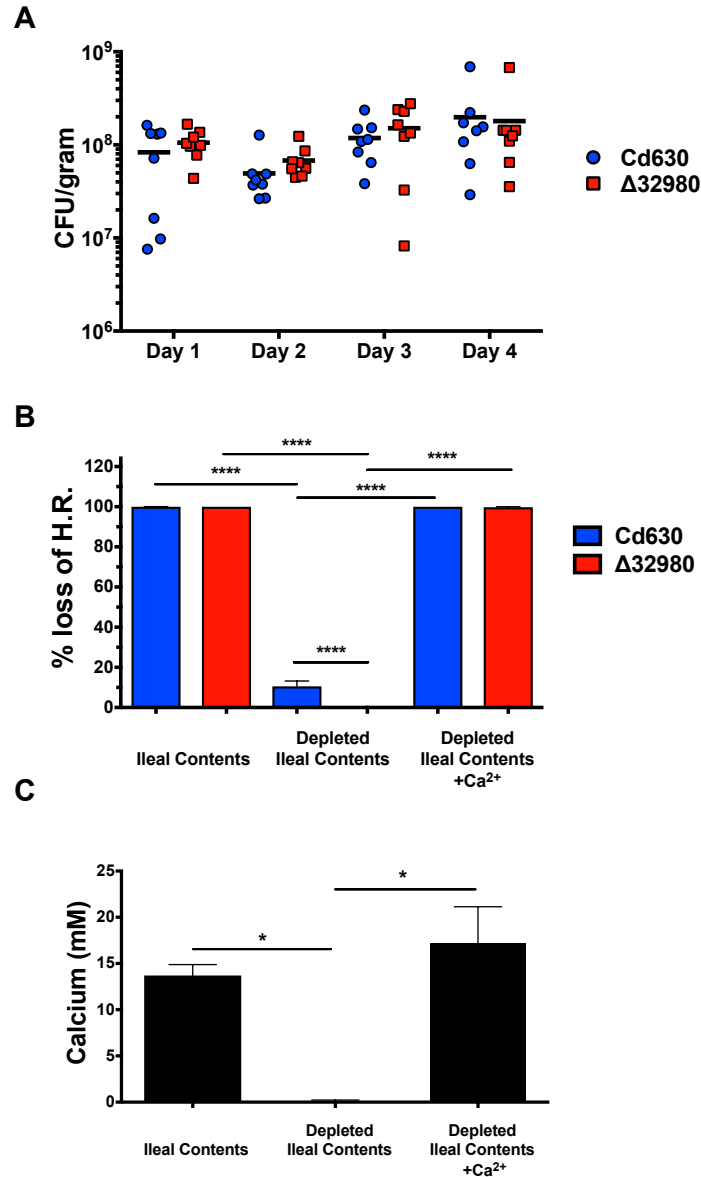 A
10⁹
10⁸
10⁷
10⁶
CFU/gram
Day 1 Day 2 Day 3 Day 4
Cd630
Δ32980
B
120
100
80
60
40
20
0
% loss of H.R.
****
****
****
****
****
Ileal Contents
Depleted
Ileal Contents
Depleted
Ileal Contents
+Ca²⁺
Cd630
Δ32980
C
25
20
15
10
5
0
Calcium (mM)
*
*
Ileal Contents
Depleted
Ileal Contents
Depleted
Ileal Contents
+Ca²⁺